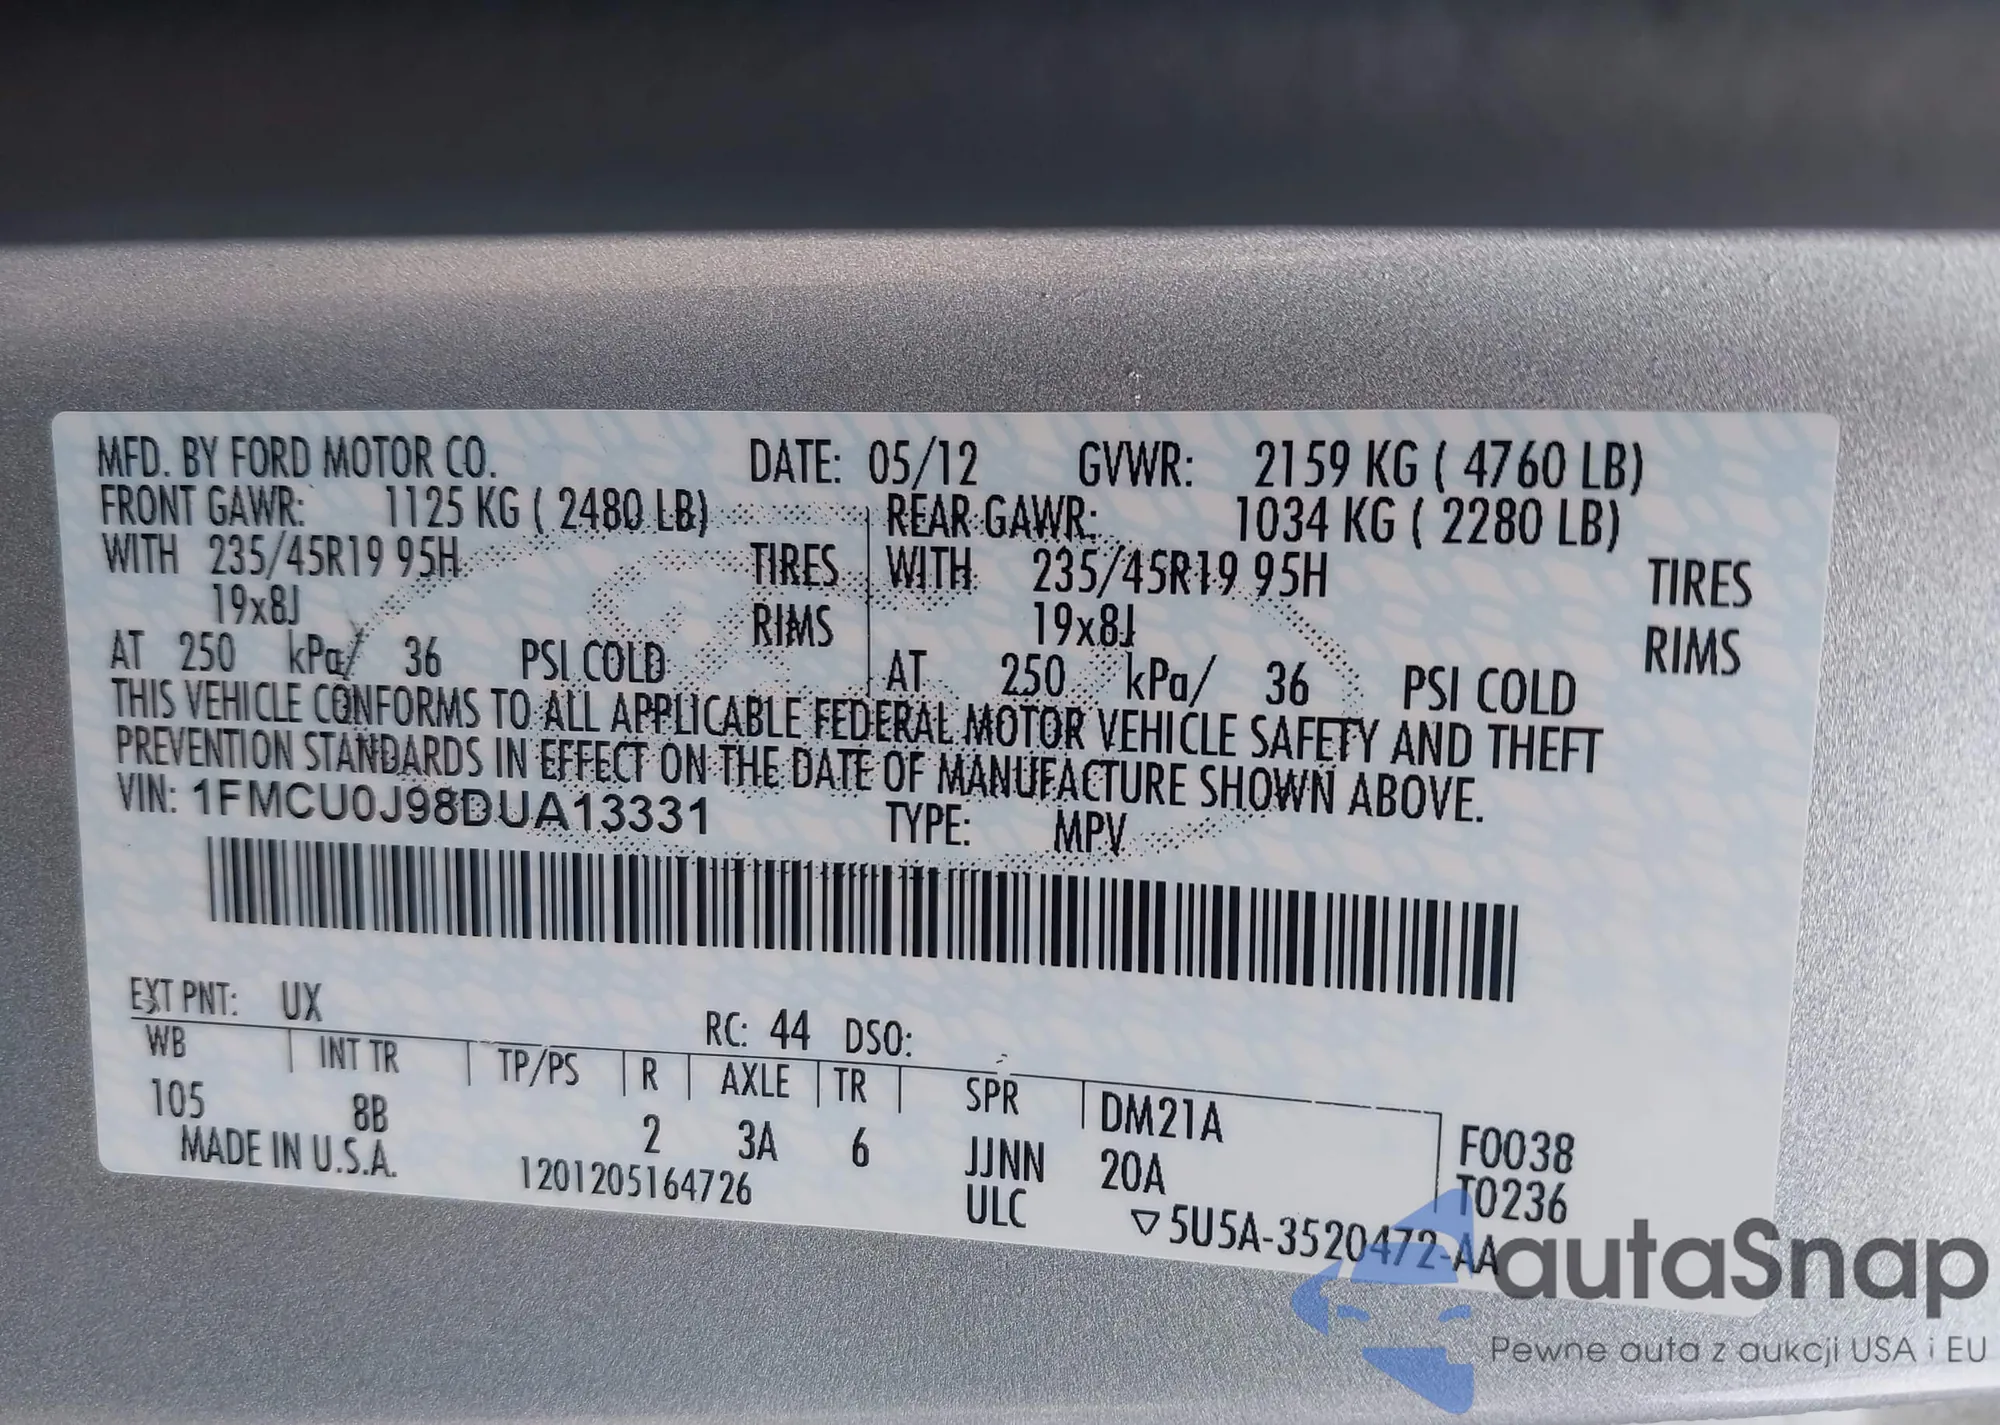 MFD. BY FORD MOTOR CO. DATE: 05/12 GVWR: 2159 KG ( 4760 LB)
FRONT GAWR: 1125 KG ( 2480 LB) REAR GAWR: 1034 KG ( 2280 LB)
WITH 235/45R19 95H TIRES WITH 235/45R19 95H TIRES
19x8J RIMS 19x8J RIMS
AT 250 kPa/ 36 PSI COLD AT 250 kPa/ 36 PSI COLD
THIS VEHICLE CONFORMS TO ALL APPLICABLE FEDERAL MOTOR VEHICLE SAFETY AND THEFT
PREVENTION STANDARDS IN EFFECT ON THE DATE OF MANUFACTURE SHOWN ABOVE.
VIN: 1FMCU0J98DUA13331 TYPE: MPV
EXT PNT: UX RC: 44 DSO:
WB INT TR TP/PS R AXLE TR SPR DM21A F0038
105 8B 2 3A 6 JJNN 20A T0236
MADE IN U.S.A. 1201205164726 ULC ▽5U5A-3520472-AA
autaSnap
Pewne auta z aukcji USA i EU